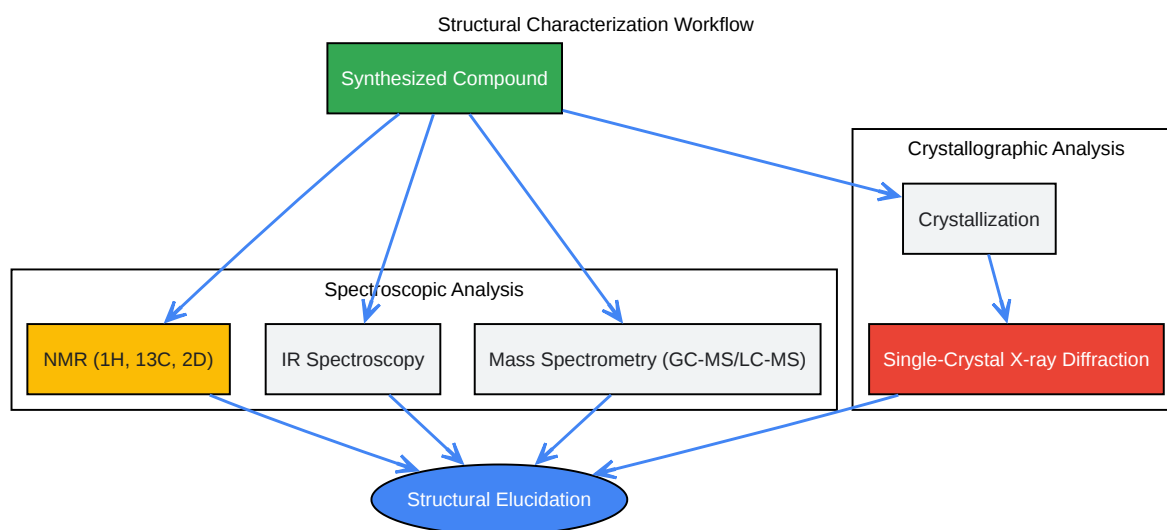 Structural Characterization Workflow
Synthesized Compound
Crystallographic Analysis
Crystallization
Spectroscopic Analysis
NMR (1H, 13C, 2D)
IR Spectroscopy
Mass Spectrometry (GC-MS/LC-MS)
Single-Crystal X-ray Diffraction
Structural Elucidation